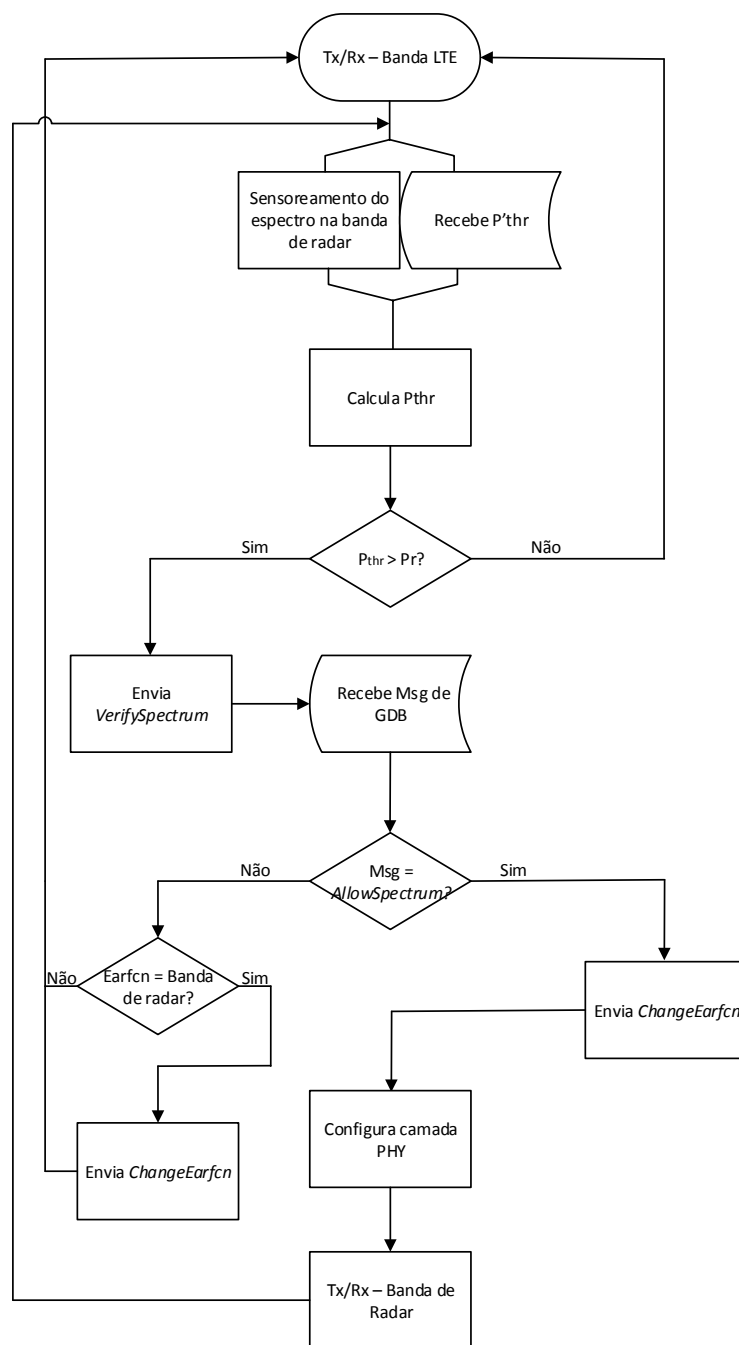 Tx/Rx – Banda LTE
Sensoreamento do
espectro na banda
de radar
Recebe P'thr
Calcula Pthr
Sim
Pthr > Pr?
Não
Envia
VerifySpectrum
Recebe Msg de
GDB
Não
Msg =
AllowSpectrum?
Sim
Não
Earfcn = Banda
de radar?
Sim
Envia ChangeEarfcn
Configura camada
PHY
Envia ChangeEarfcn
Tx/Rx – Banda de
Radar